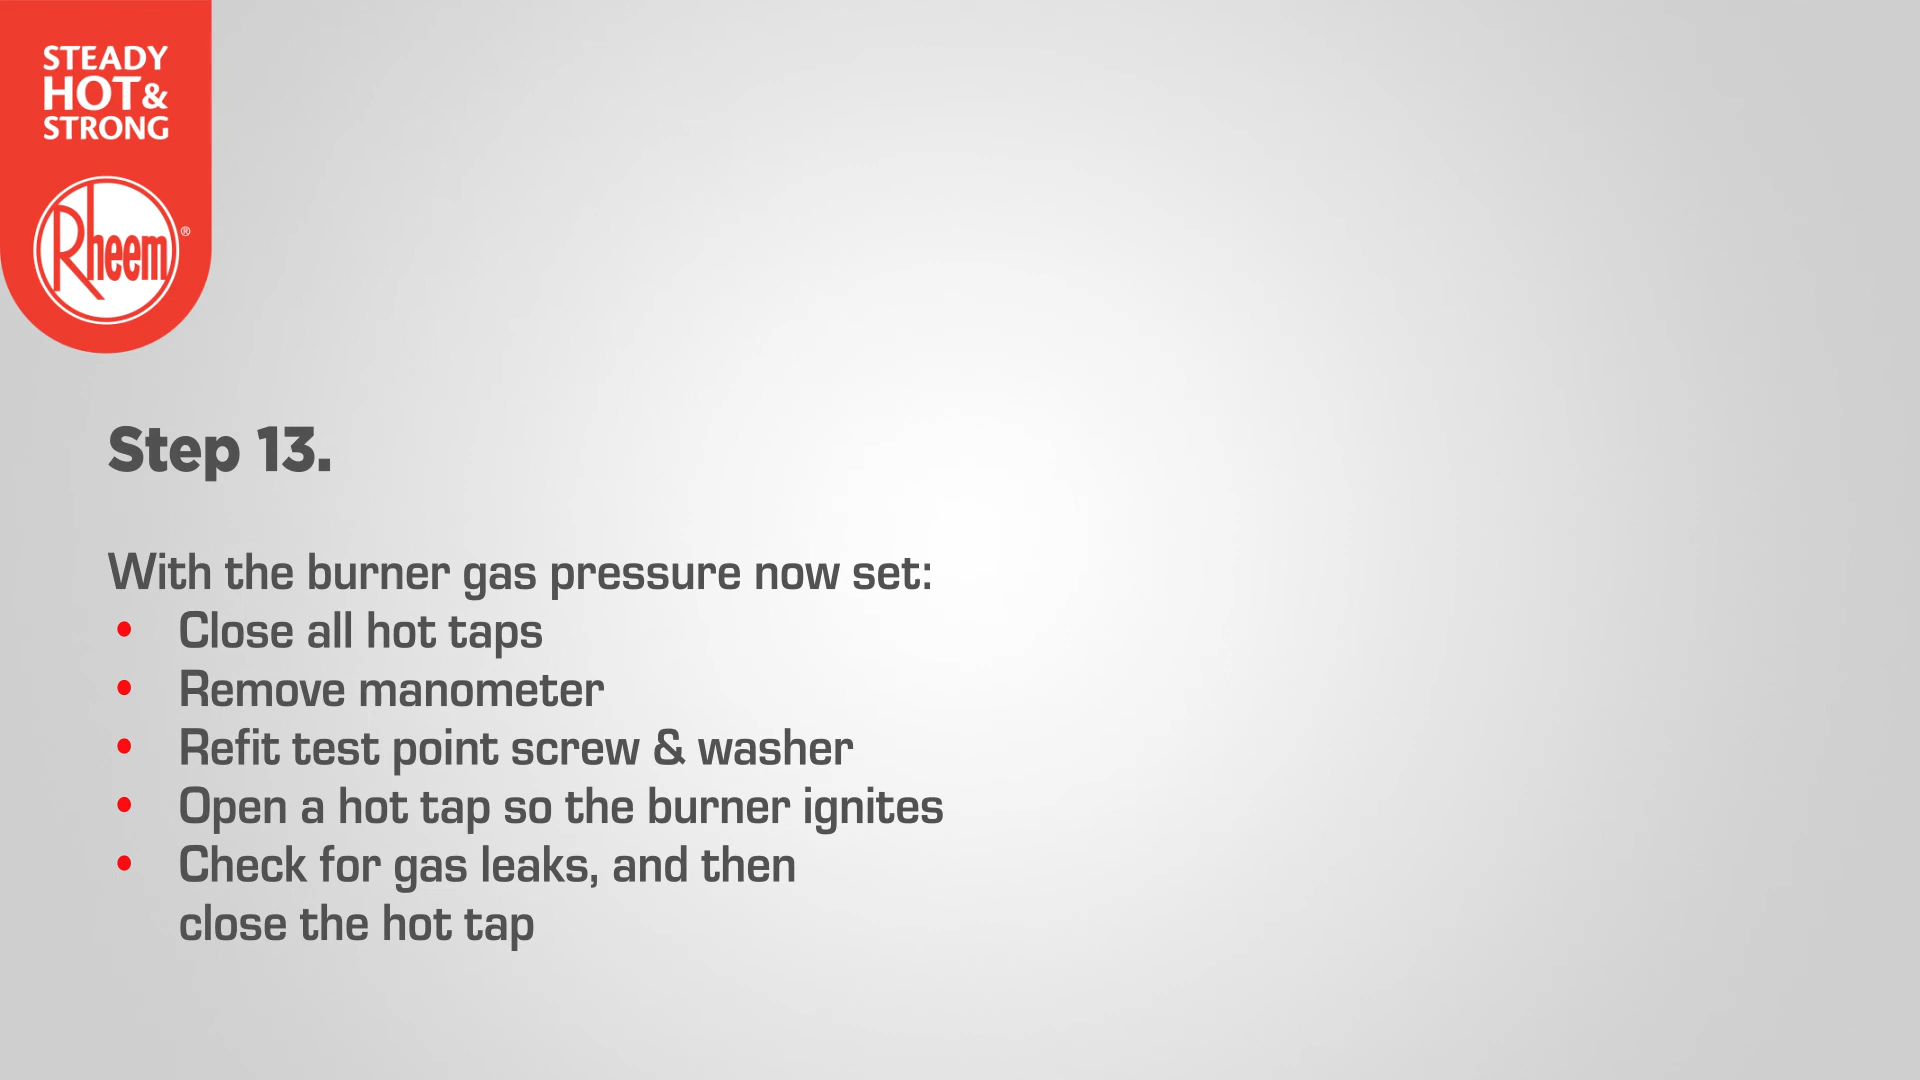 STEADY
HOT&
STRONG
Rheem®
Step 13.
With the burner gas pressure now set:
• Close all hot taps
• Remove manometer
• Refit test point screw & washer
• Open a hot tap so the burner ignites
• Check for gas leaks, and then
close the hot tap